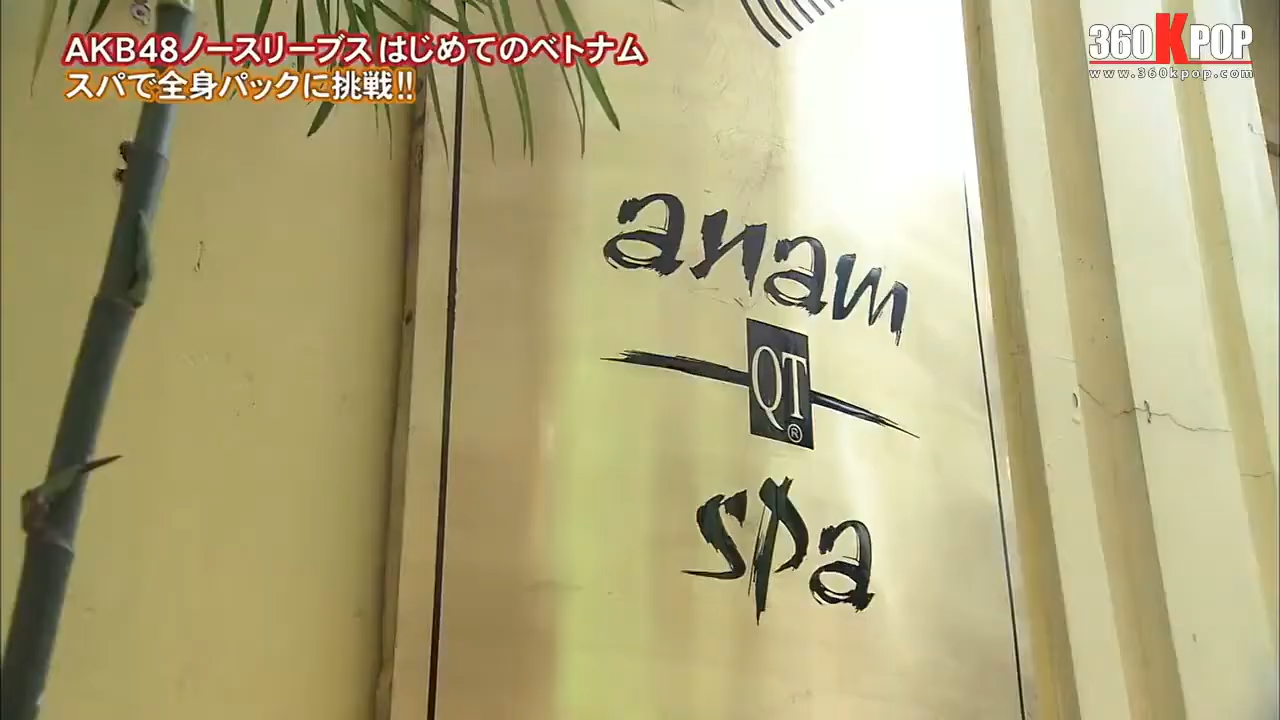 AKB48ノースリーブス はじめてのベトナム
スパで全身パックに挑戦!!
360KPOP
www.360kpop.com
anam
QT
®
spa